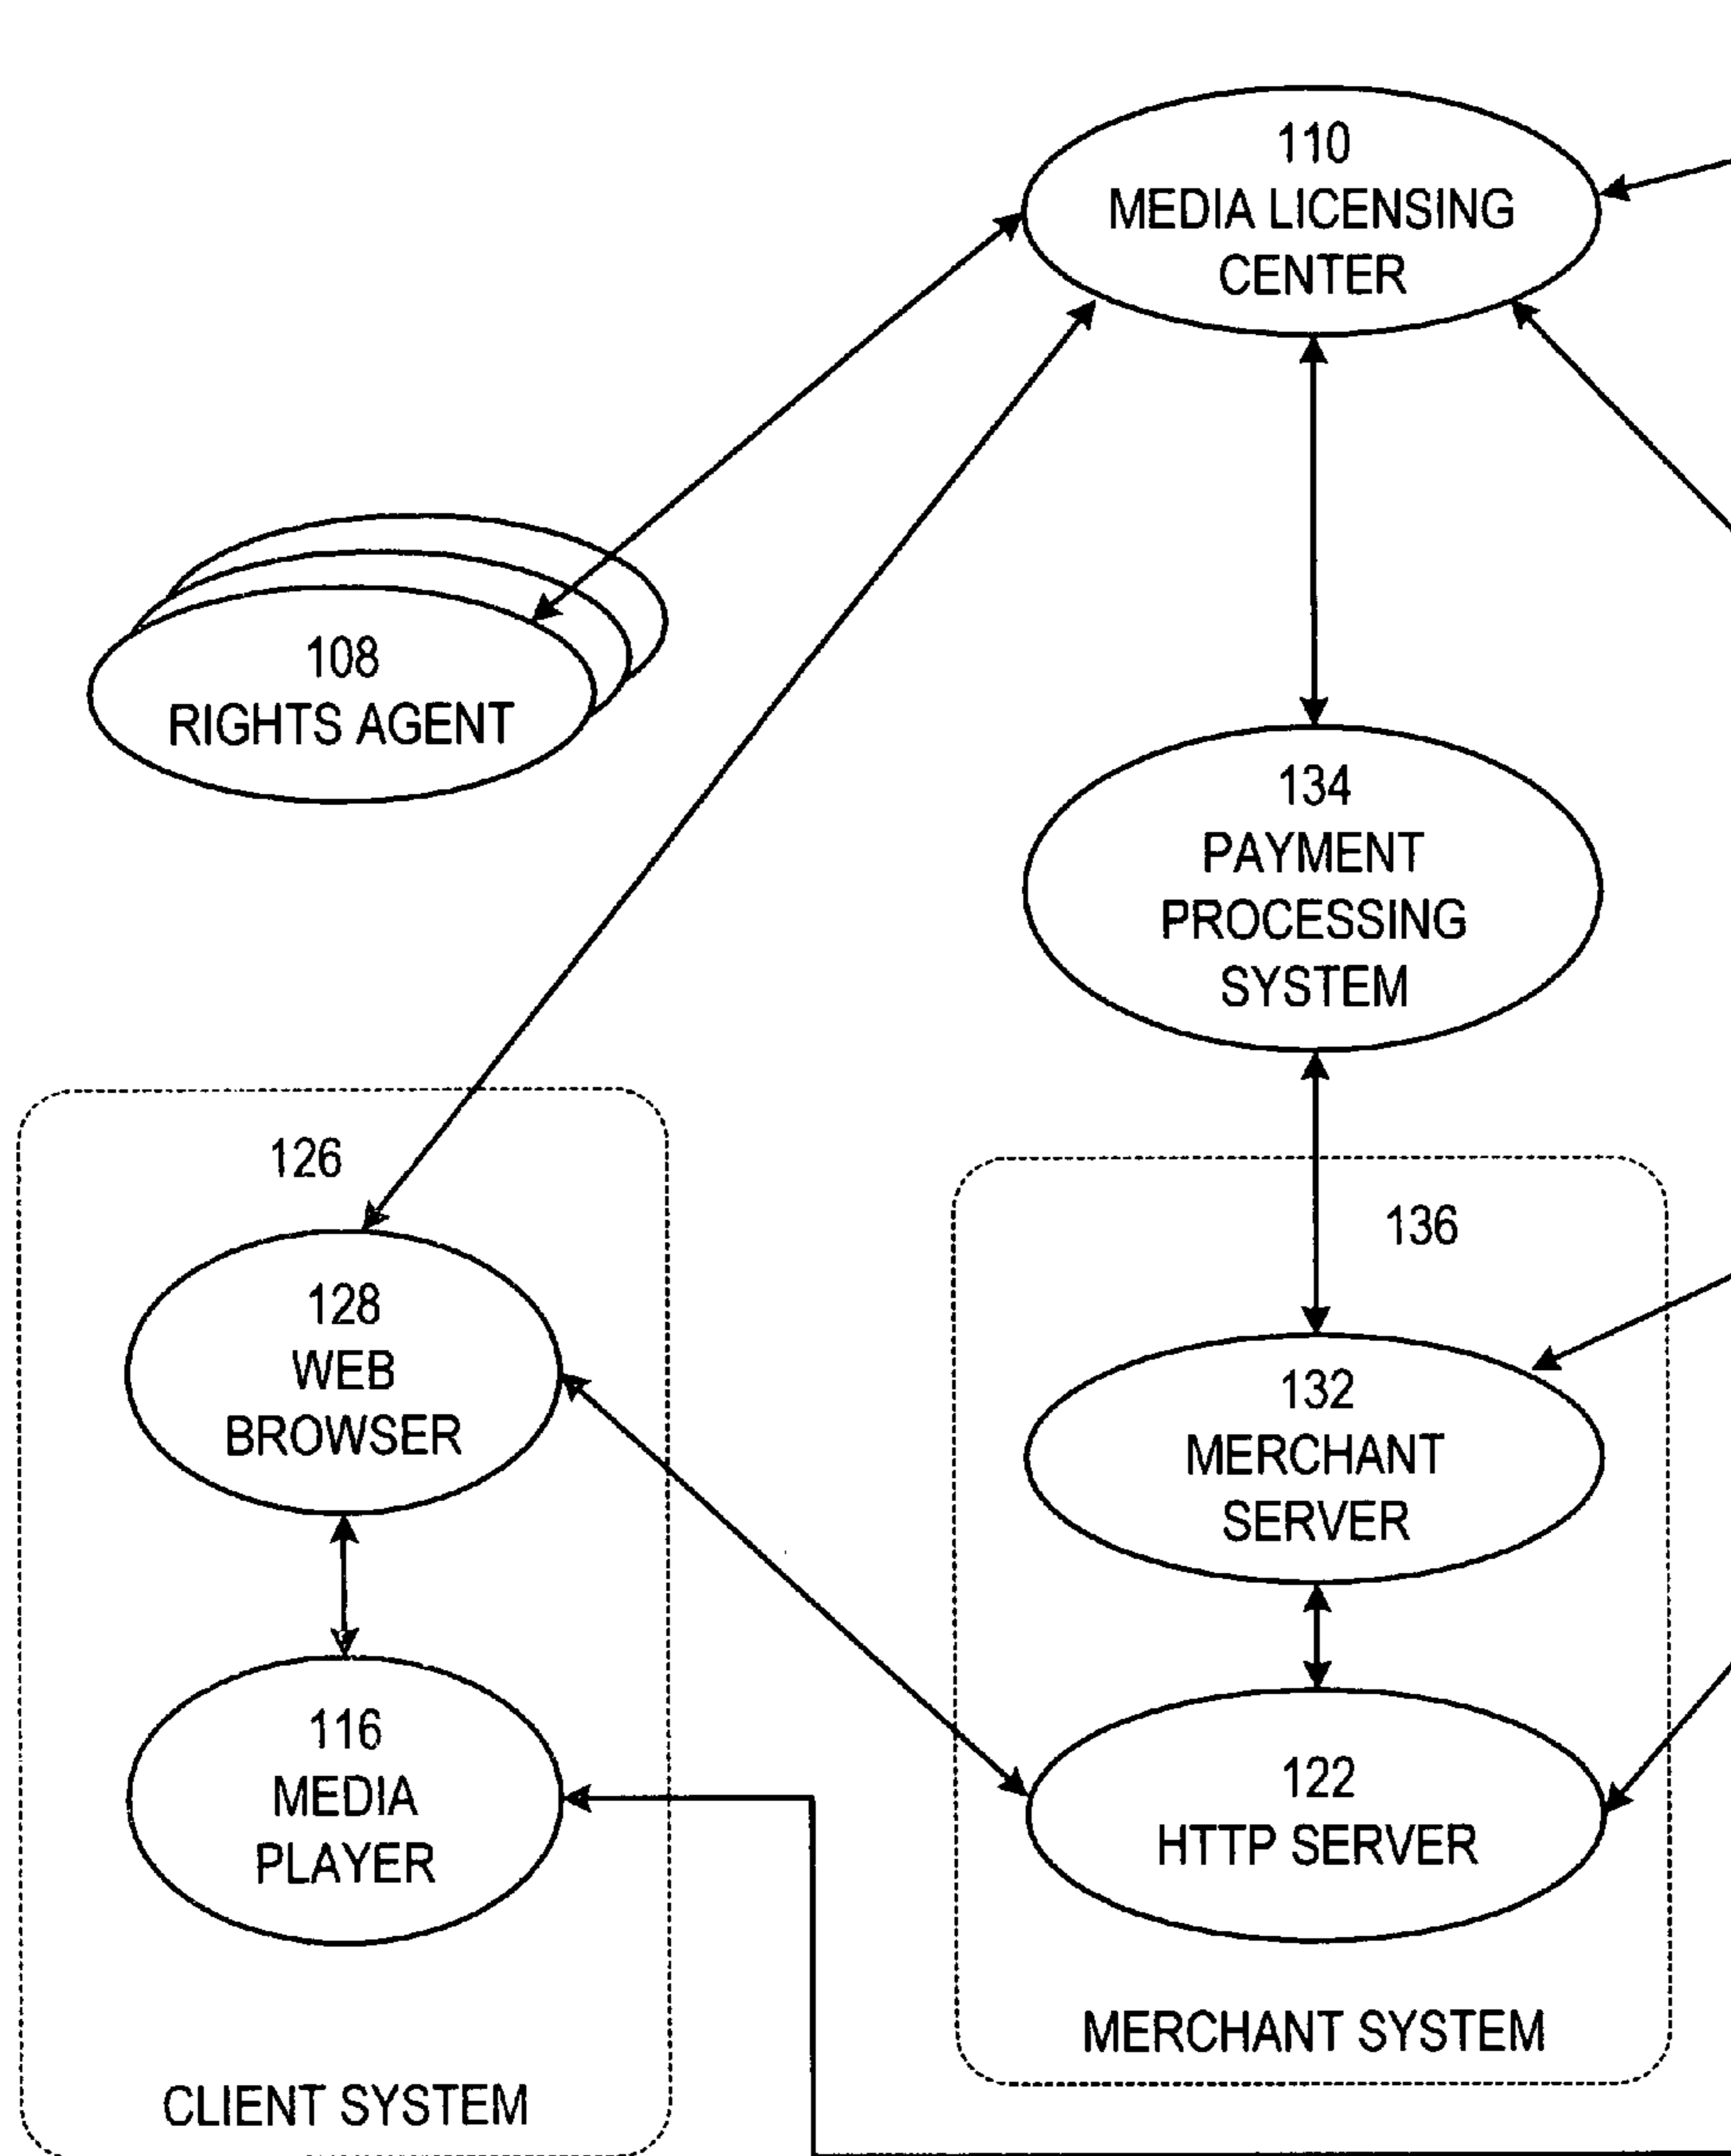 110
MEDIA LICENSING
CENTER
108
RIGHTS AGENT
134
PAYMENT
PROCESSING
SYSTEM
126
128
WEB
BROWSER
116
MEDIA
PLAYER
CLIENT SYSTEM
136
132
MERCHANT
SERVER
122
HTTP SERVER
MERCHANT SYSTEM